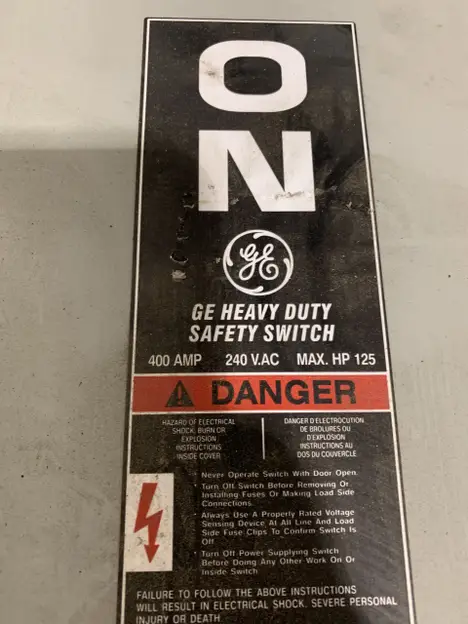 O
N
GE
GE HEAVY DUTY
SAFETY SWITCH
400 AMP 240 V.AC MAX. HP 125
DANGER
HAZARD OF ELECTRICAL
SHOCK, BURN OR
EXPLOSION
INSTRUCTIONS
INSIDE COVER
DANGER D'ELECTROCUTION
DE BROLURES OU
D'EXPLOSION
INSTRUCTIONS AU
DOS DU COUVERCLE
· Never Operate Switch With Door Open.
· Turn Off Switch Before Removing Or
Installing Fuses Or Making Load Side
Connections.
· Always Use A Properly Rated Voltage
Sensing Device At All Line And Load
Side Fuse Clips To Confirm Switch Is
Off.
· Turn Off Power Supplying Switch
Before Doing Any Other Work On Or
Inside Switch
FAILURE TO FOLLOW THE ABOVE INSTRUCTIONS
WILL RESULT IN ELECTRICAL SHOCK, SEVERE PERSONAL
INJURY OR DEATH